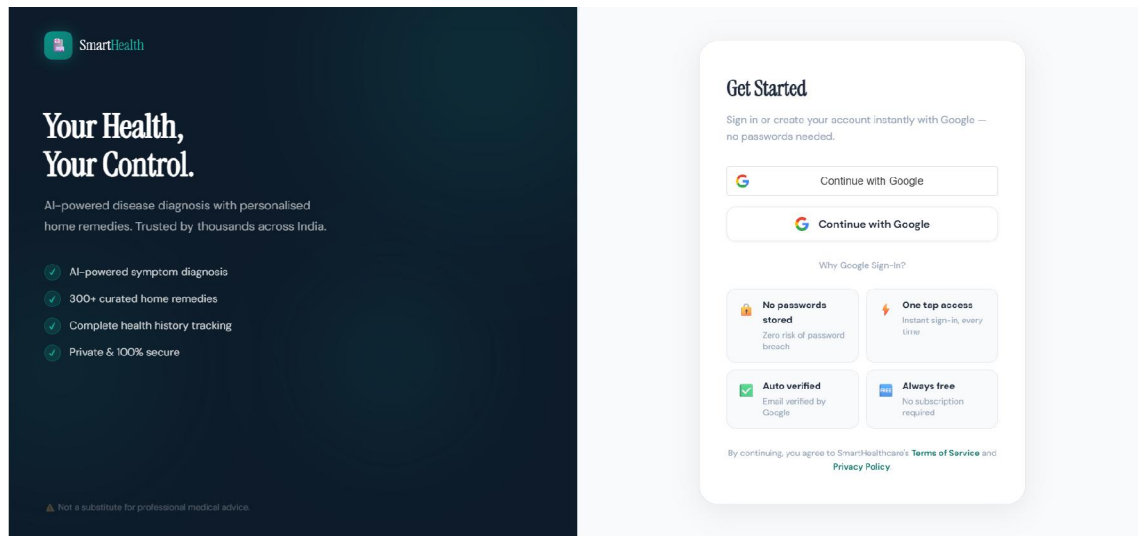 SmartHealth
Your Health,
Your Control.
AI-powered disease diagnosis with personalised
home remedies. Trusted by thousands across India.
✓ AI-powered symptom diagnosis
✓ 300+ curated home remedies
✓ Complete health history tracking
✓ Private & 100% secure
⚠ Not a substitute for professional medical advice.
Get Started
Sign in or create your account instantly with Google —
no passwords needed.
Continue with Google
Continue with Google
Why Google Sign-In?
No passwords
stored
Zero risk of password
breach
One tap access
Instant sign-in, every
time
Auto verified
Email verified by
Google
FREE
Always free
No subscription
required
By continuing, you agree to SmartHealthcare's Terms of Service and
Privacy Policy.